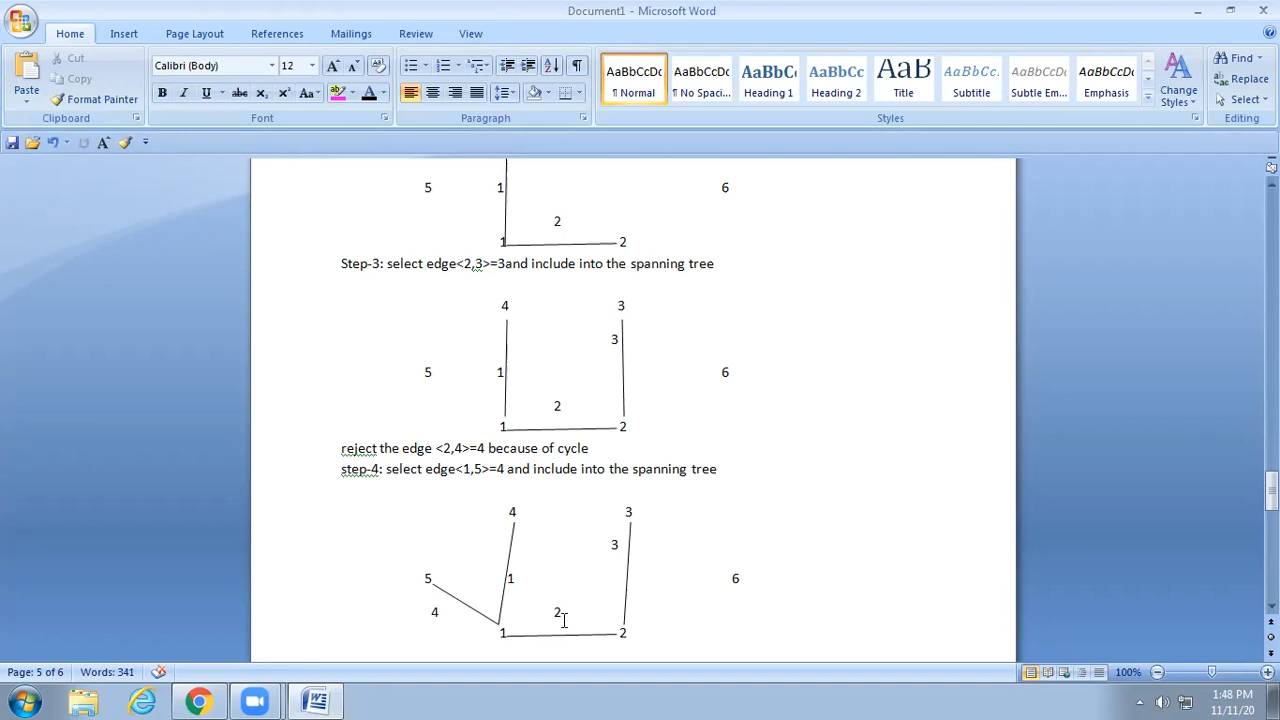 Document1 - Microsoft Word
Home Insert Page Layout References Mailings Review View
Paste Cut Copy Format Painter
Calibri (Body) 12
B I U abc X₂ X² Aa A
AaBbCcDc AaBbCcDc AaBbC AaBbCc AaB AaBbCc. AaBbCcDc AaBbCcDc
¶ Normal ¶ No Spaci... Heading 1 Heading 2 Title Subtitle Subtle Em... Emphasis
Change Styles
Find Replace Select
Clipboard Font Paragraph Styles Editing
5 1 6
2
1 2
Step-3: select edge<2,3>=3and include into the spanning tree
4 3
3
5 1 6
2
1 2
reject the edge <2,4>=4 because of cycle
step-4: select edge<1,5>=4 and include into the spanning tree
4 3
3
5 1 6
4 2
1 2
Page: 5 of 6 Words: 341 100%
1:48 PM
11/11/20